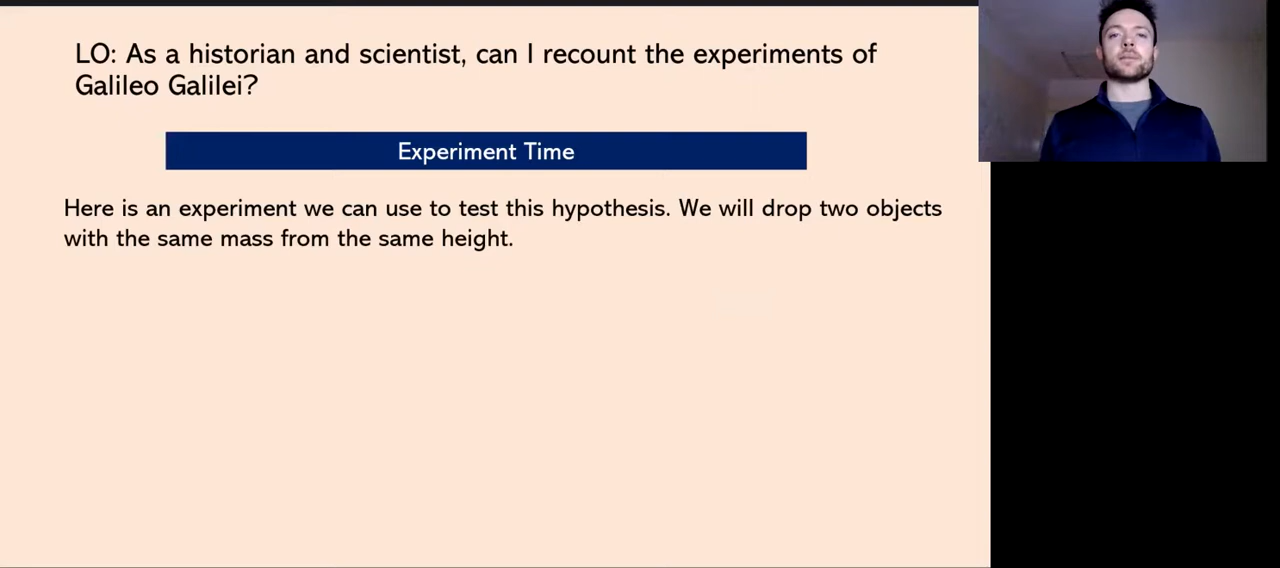 LO: As a historian and scientist, can I recount the experiments of
Galileo Galilei?
Experiment Time
Here is an experiment we can use to test this hypothesis. We will drop two objects
with the same mass from the same height.